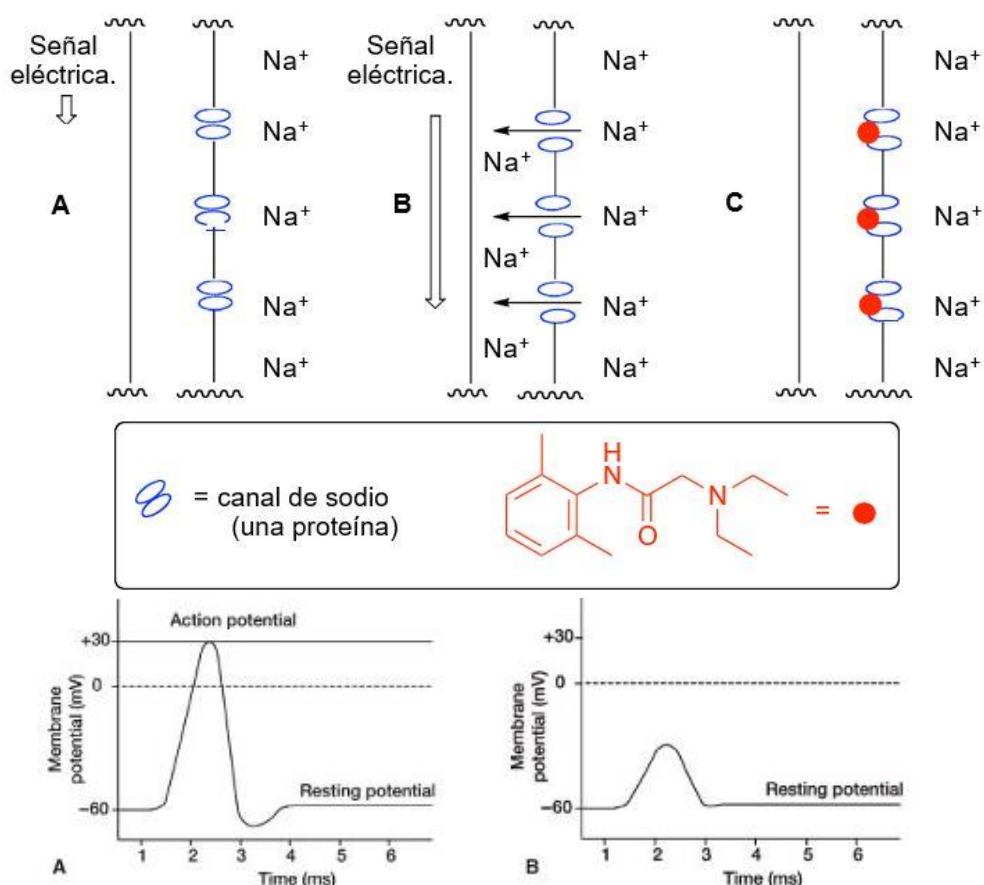 Señal
eléctrica.
Na⁺
Na⁺
A
Na⁺
Na⁺
Na⁺
Señal
eléctrica.
Na⁺
Na⁺
Na⁺
B
Na⁺
Na⁺
Na⁺
Na⁺
Na⁺
Na⁺
Na⁺
C
Na⁺
Na⁺
Na⁺
= canal de sodio
(una proteína)
H
N
O
N
=
Action potential
+30
0
-60
Membrane
potential (mV)
Resting potential
1 2 3 4 5 6
A
Time (ms)
+30
0
-60
Membrane
potential (mV)
Resting potential
1 2 3 4 5 6
B
Time (ms)